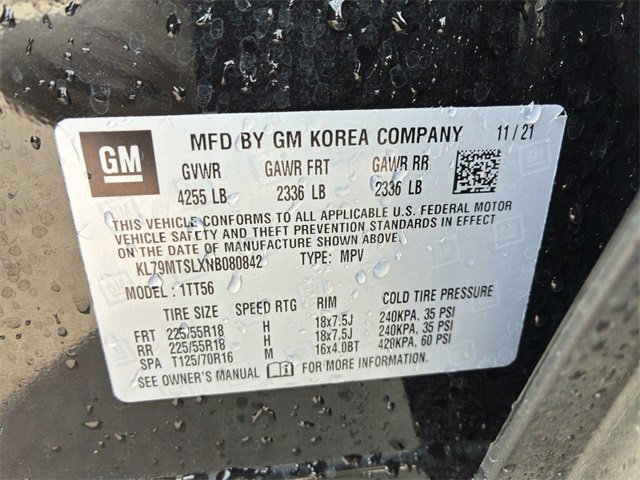 GM MFD BY GM KOREA COMPANY 11/21
GVWR GAWR FRT GAWR RR
4255 LB 2336 LB 2336 LB
THIS VEHICLE CONFORMS TO ALL APPLICABLE U.S. FEDERAL MOTOR
VEHICLE SAFETY AND THEFT PREVENTION STANDARDS IN EFFECT
ON THE DATE OF MANUFACTURE SHOWN ABOVE.
KL79MTSLXNB080842 TYPE: MPV
MODEL: 1TT56
TIRE SIZE SPEED RTG RIM COLD TIRE PRESSURE
FRT 225/55R18 H 18x7.5J 240KPA, 35 PSI
RR 225/55R18 H 18x7.5J 240KPA, 35 PSI
SPA T125/70R16 M 16x4.0BT 420KPA, 60 PSI
SEE OWNER'S MANUAL FOR MORE INFORMATION.